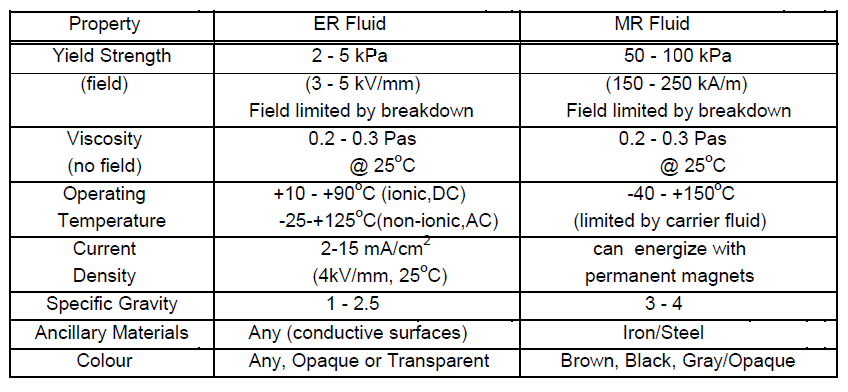 Property ER Fluid MR Fluid
Yield Strength 2 - 5 kPa 50 - 100 kPa
(field) (3 - 5 kV/mm) (150 - 250 kA/m)
Field limited by breakdown Field limited by breakdown
Viscosity 0.2 - 0.3 Pas 0.2 - 0.3 Pas
(no field) @ 25°C @ 25°C
Operating +10 - +90°C (ionic,DC) -40 - +150°C
Temperature -25-+125°C(non-ionic,AC) (limited by carrier fluid)
Current 2-15 mA/cm² can energize with
Density (4kV/mm, 25°C) permanent magnets
Specific Gravity 1 - 2.5 3 - 4
Ancillary Materials Any (conductive surfaces) Iron/Steel
Colour Any, Opaque or Transparent Brown, Black, Gray/Opaque